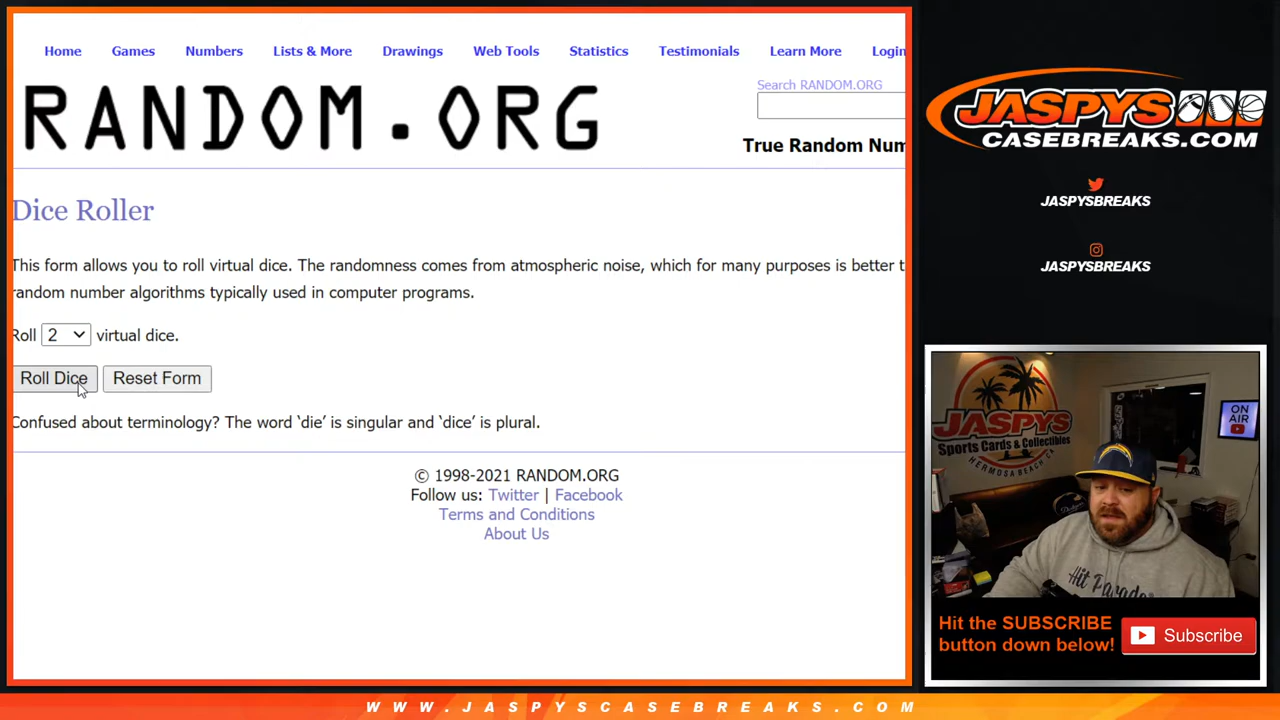 Home Games Numbers Lists & More Drawings Web Tools Statistics Testimonials Learn More Login
RANDOM.ORG
Search RANDOM.ORG
True Random Num
Dice Roller
This form allows you to roll virtual dice. The randomness comes from atmospheric noise, which for many purposes is better t
random number algorithms typically used in computer programs.
Roll 2 virtual dice.
Roll Dice Reset Form
Confused about terminology? The word ‘die’ is singular and ‘dice’ is plural.
© 1998-2021 RANDOM.ORG
Follow us: Twitter | Facebook
Terms and Conditions
About Us
JASPYS
CASEBREAKS.COM
JASPYSBREAKS
JASPYSBREAKS
JASPYS
Sports Cards & Collectibles
HERMOSA BEACH CA
ON
AIR
Hit Parade
Hit the SUBSCRIBE
button down below!
Subscribe
WWW.JASPYSCASEBREAKS.COM